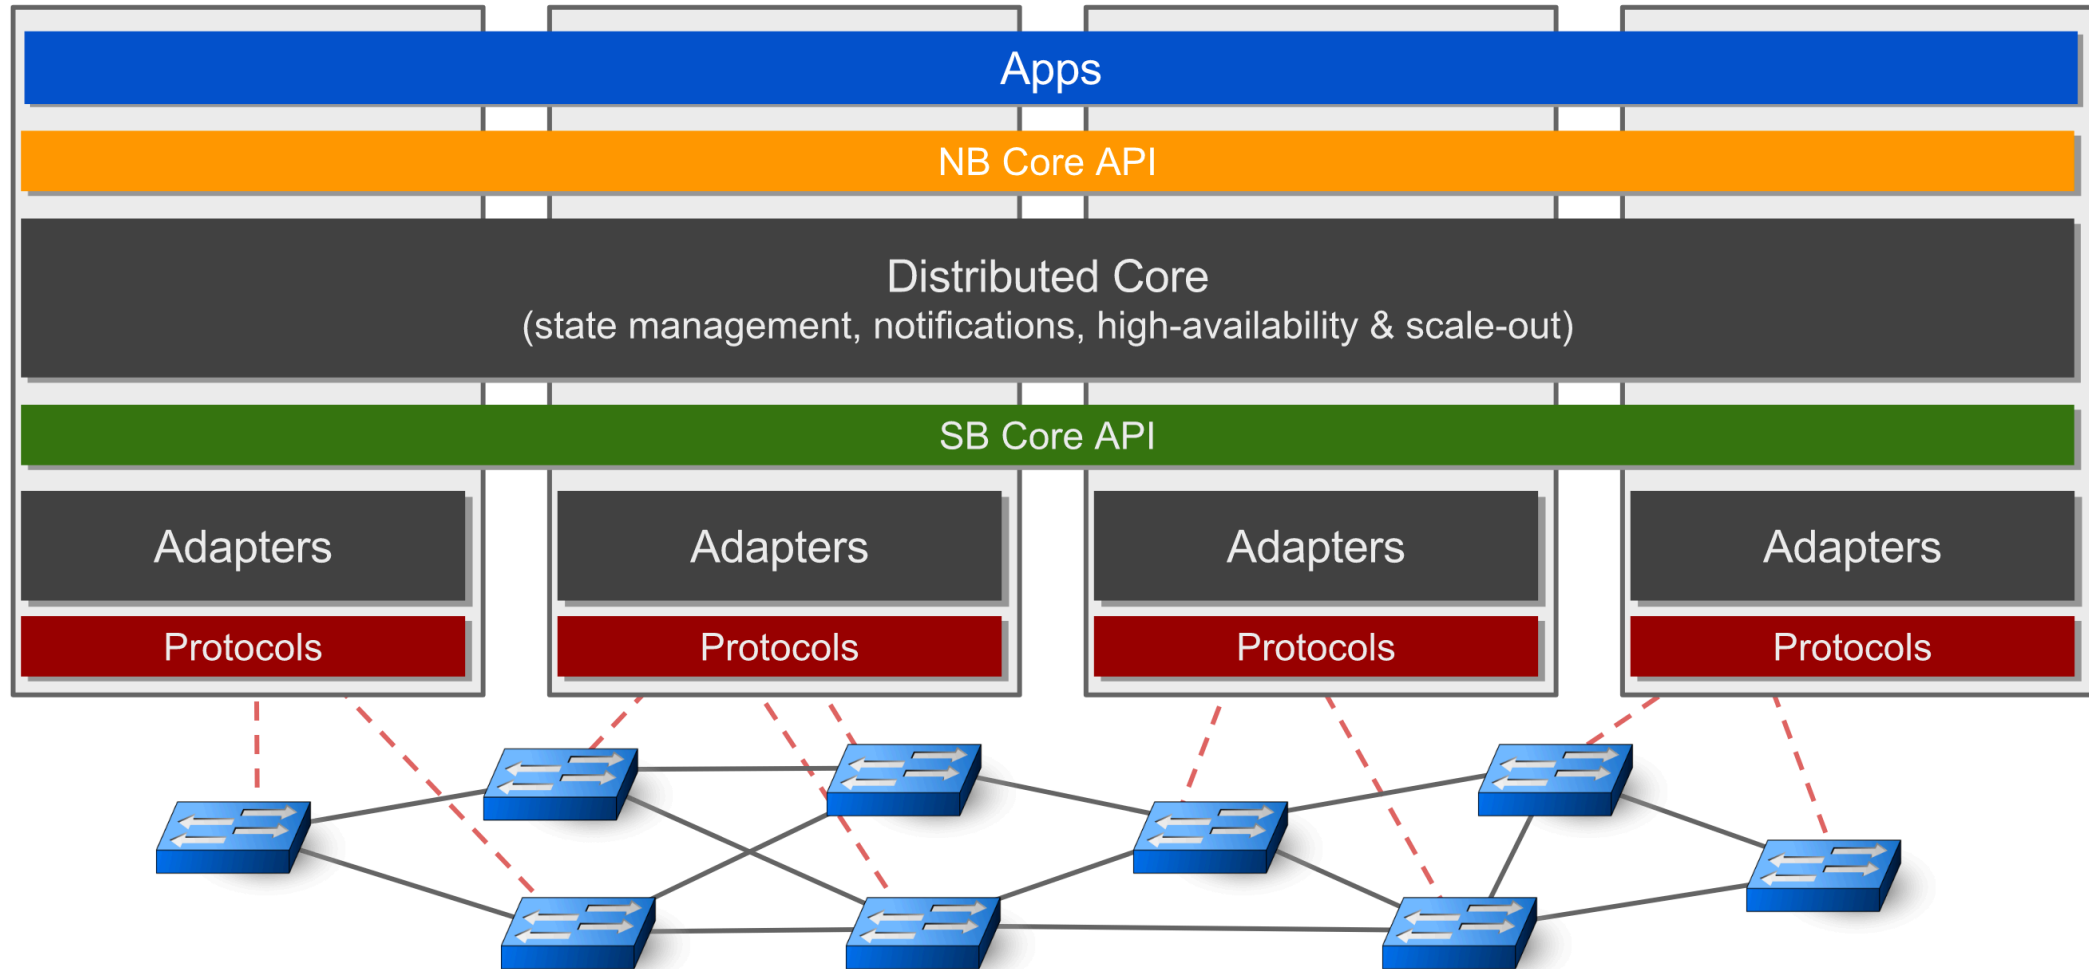 Apps
NB Core API
Distributed Core
(state management, notifications, high-availability & scale-out)
SB Core API
Adapters
Adapters
Adapters
Adapters
Protocols
Protocols
Protocols
Protocols